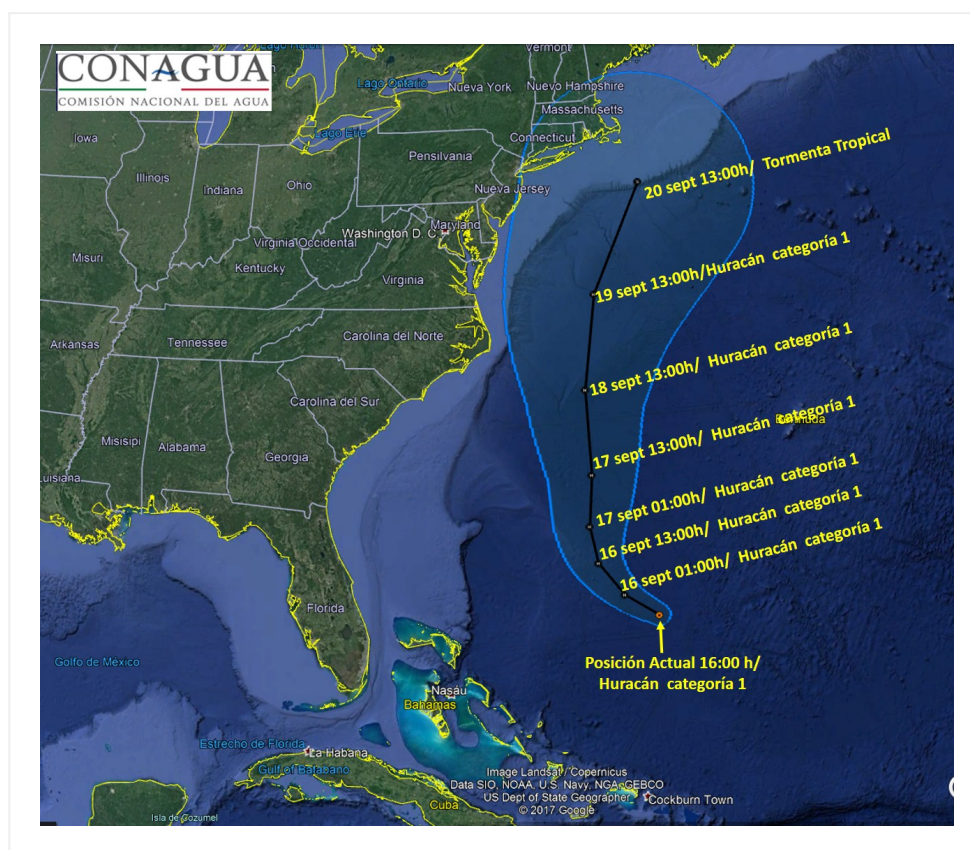 CONAGUA
COMISIÓN NACIONAL DEL AGUA
Vermont
Lago Ontario
Nueva York
Nuevo Hampshire
Massachusetts
Connecticut
Iowa
Lago Erie
Pensilvania
Illinois
Indiana
Ohio
Nueva Jersey
20 sept 13:00h/ Tormenta Tropical
Washington D. C.
Maryland
Misuri
Virginia Occidental
Kentucky
Virginia
19 sept 13:00h/Huracán categoría 1
Arkansas
Tennessee
Carolina del Norte
18 sept 13:00h/ Huracán categoría 1
Carolina del Sur
Misisipi
Alabama
Georgia
17 sept 13:00h/ Huracán categoría 1
Luisiana
17 sept 01:00h/ Huracán categoría 1
16 sept 13:00h/ Huracán categoría 1
16 sept 01:00h/ Huracán categoría 1
Florida
Golfo de México
Posición Actual 16:00 h/
Huracán categoría 1
Nasáu
Bahamas
Estrecho de Florida
La Habana
Gulf of Batabano
Cuba
Isla de Cozumel
Image Landsat / Copernicus
Data SIO, NOAA, U.S. Navy, NGA, GEBCO
US Dept of State Geographer
© 2017 Google
Cockburn Town